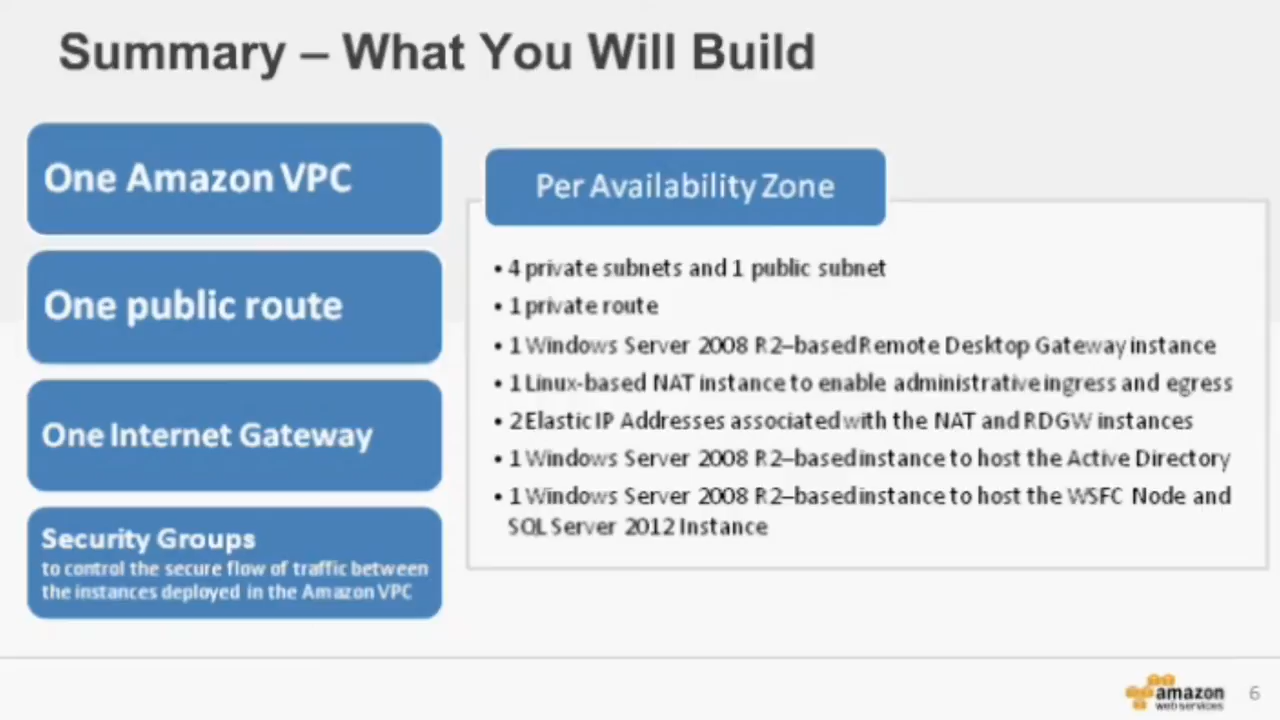 Summary – What You Will Build
One Amazon VPC
One public route
One Internet Gateway
Security Groups
to control the secure flow of traffic between
the instances deployed in the Amazon VPC
Per Availability Zone
• 4 private subnets and 1 public subnet
• 1 private route
• 1 Windows Server 2008 R2–based Remote Desktop Gateway instance
• 1 Linux-based NAT instance to enable administrative ingress and egress
• 2 Elastic IP Addresses associated with the NAT and RDGW instances
• 1 Windows Server 2008 R2–based instance to host the Active Directory
• 1 Windows Server 2008 R2–based instance to host the WSFC Node and
SQL Server 2012 Instance
amazon
web services
6